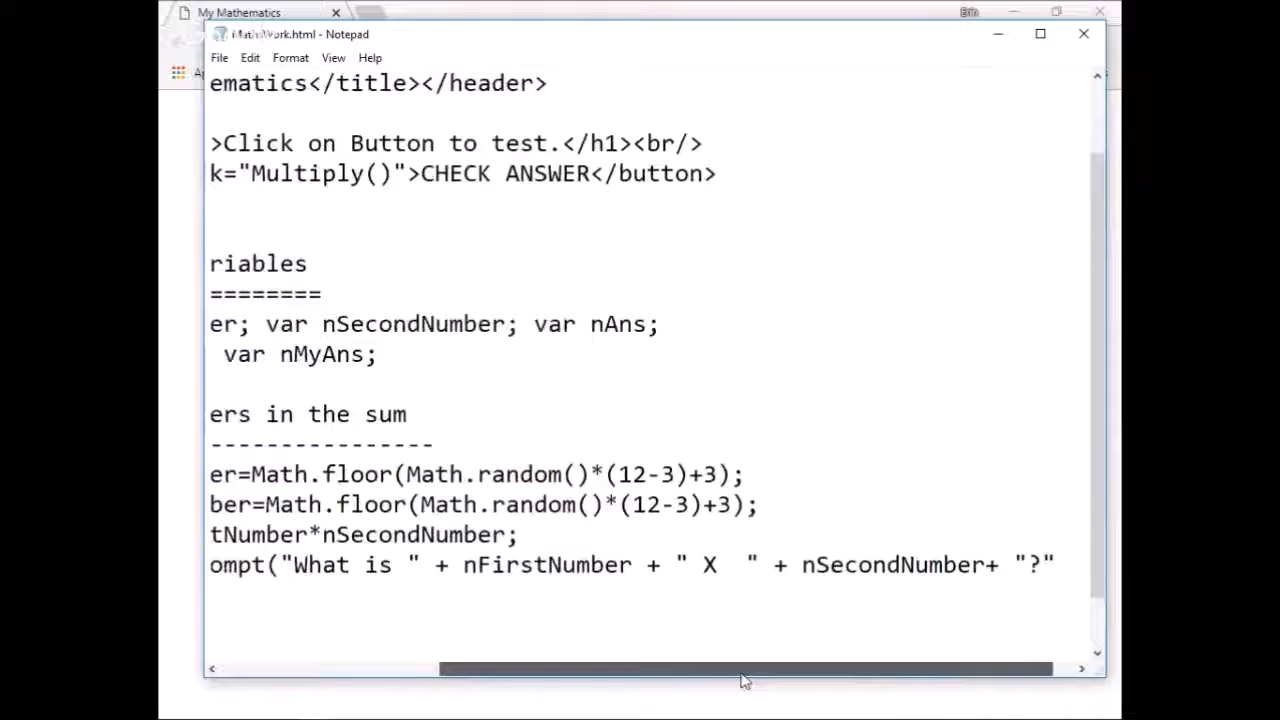 My Mathematics
Erin
MathsWork.html - Notepad
File Edit Format View Help
ematics</title></header>
>Click on Button to test.</h1><br/>
k="Multiply()">CHECK ANSWER</button>
riables
========
er; var nSecondNumber; var nAns;
var nMyAns;
ers in the sum
----------------
er=Math.floor(Math.random()*(12-3)+3);
ber=Math.floor(Math.random()*(12-3)+3);
tNumber*nSecondNumber;
ompt("What is " + nFirstNumber + " X  " + nSecondNumber+ "?"